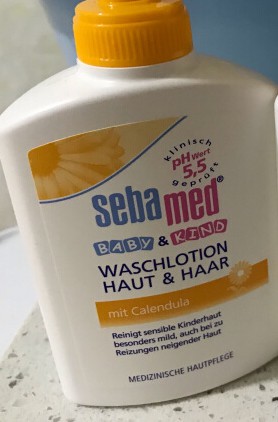 klinisch
pH Wert
5,5
geprüft
sebamed®
BABY & KIND
WASCHLOTION
HAUT & HAAR
mit Calendula
Reinigt sensible Kinderhaut
besonders mild, auch bei zu
Reizungen neigender Haut
MEDIZINISCHE HAUTPFLEGE